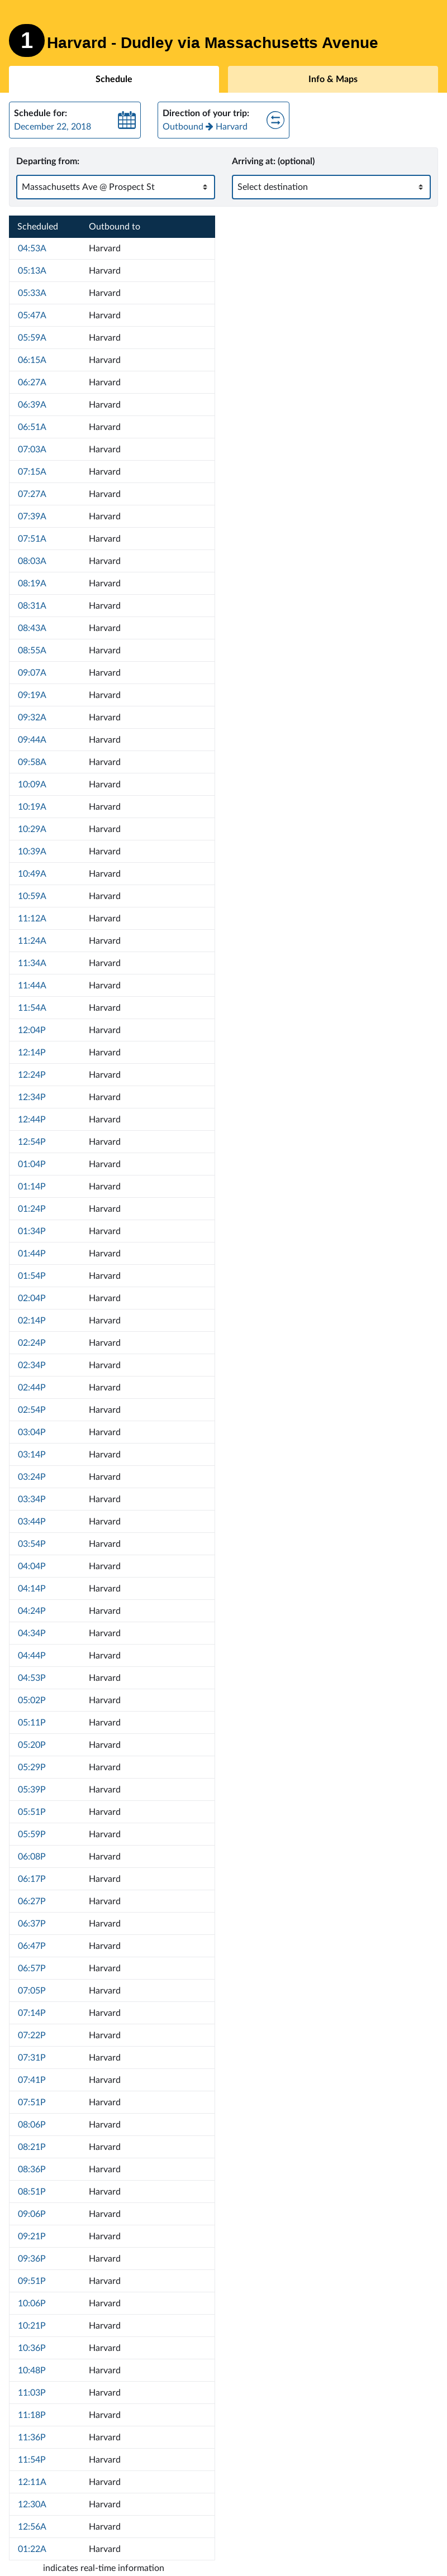 1 Harvard - Dudley via Massachusetts Avenue
Schedule Info & Maps
Schedule for: Direction of your trip:
December 22, 2018 Outbound → Harvard
Departing from: Arriving at: (optional)
Massachusetts Ave @ Prospect St Select destination
Scheduled Outbound to
04:53A Harvard
05:13A Harvard
05:33A Harvard
05:47A Harvard
05:59A Harvard
06:15A Harvard
06:27A Harvard
06:39A Harvard
06:51A Harvard
07:03A Harvard
07:15A Harvard
07:27A Harvard
07:39A Harvard
07:51A Harvard
08:03A Harvard
08:19A Harvard
08:31A Harvard
08:43A Harvard
08:55A Harvard
09:07A Harvard
09:19A Harvard
09:32A Harvard
09:44A Harvard
09:58A Harvard
10:09A Harvard
10:19A Harvard
10:29A Harvard
10:39A Harvard
10:49A Harvard
10:59A Harvard
11:12A Harvard
11:24A Harvard
11:34A Harvard
11:44A Harvard
11:54A Harvard
12:04P Harvard
12:14P Harvard
12:24P Harvard
12:34P Harvard
12:44P Harvard
12:54P Harvard
01:04P Harvard
01:14P Harvard
01:24P Harvard
01:34P Harvard
01:44P Harvard
01:54P Harvard
02:04P Harvard
02:14P Harvard
02:24P Harvard
02:34P Harvard
02:44P Harvard
02:54P Harvard
03:04P Harvard
03:14P Harvard
03:24P Harvard
03:34P Harvard
03:44P Harvard
03:54P Harvard
04:04P Harvard
04:14P Harvard
04:24P Harvard
04:34P Harvard
04:44P Harvard
04:53P Harvard
05:02P Harvard
05:11P Harvard
05:20P Harvard
05:29P Harvard
05:39P Harvard
05:51P Harvard
05:59P Harvard
06:08P Harvard
06:17P Harvard
06:27P Harvard
06:37P Harvard
06:47P Harvard
06:57P Harvard
07:05P Harvard
07:14P Harvard
07:22P Harvard
07:31P Harvard
07:41P Harvard
07:51P Harvard
08:06P Harvard
08:21P Harvard
08:36P Harvard
08:51P Harvard
09:06P Harvard
09:21P Harvard
09:36P Harvard
09:51P Harvard
10:06P Harvard
10:21P Harvard
10:36P Harvard
10:48P Harvard
11:03P Harvard
11:18P Harvard
11:36P Harvard
11:54P Harvard
12:11A Harvard
12:30A Harvard
12:56A Harvard
01:22A Harvard
indicates real-time information